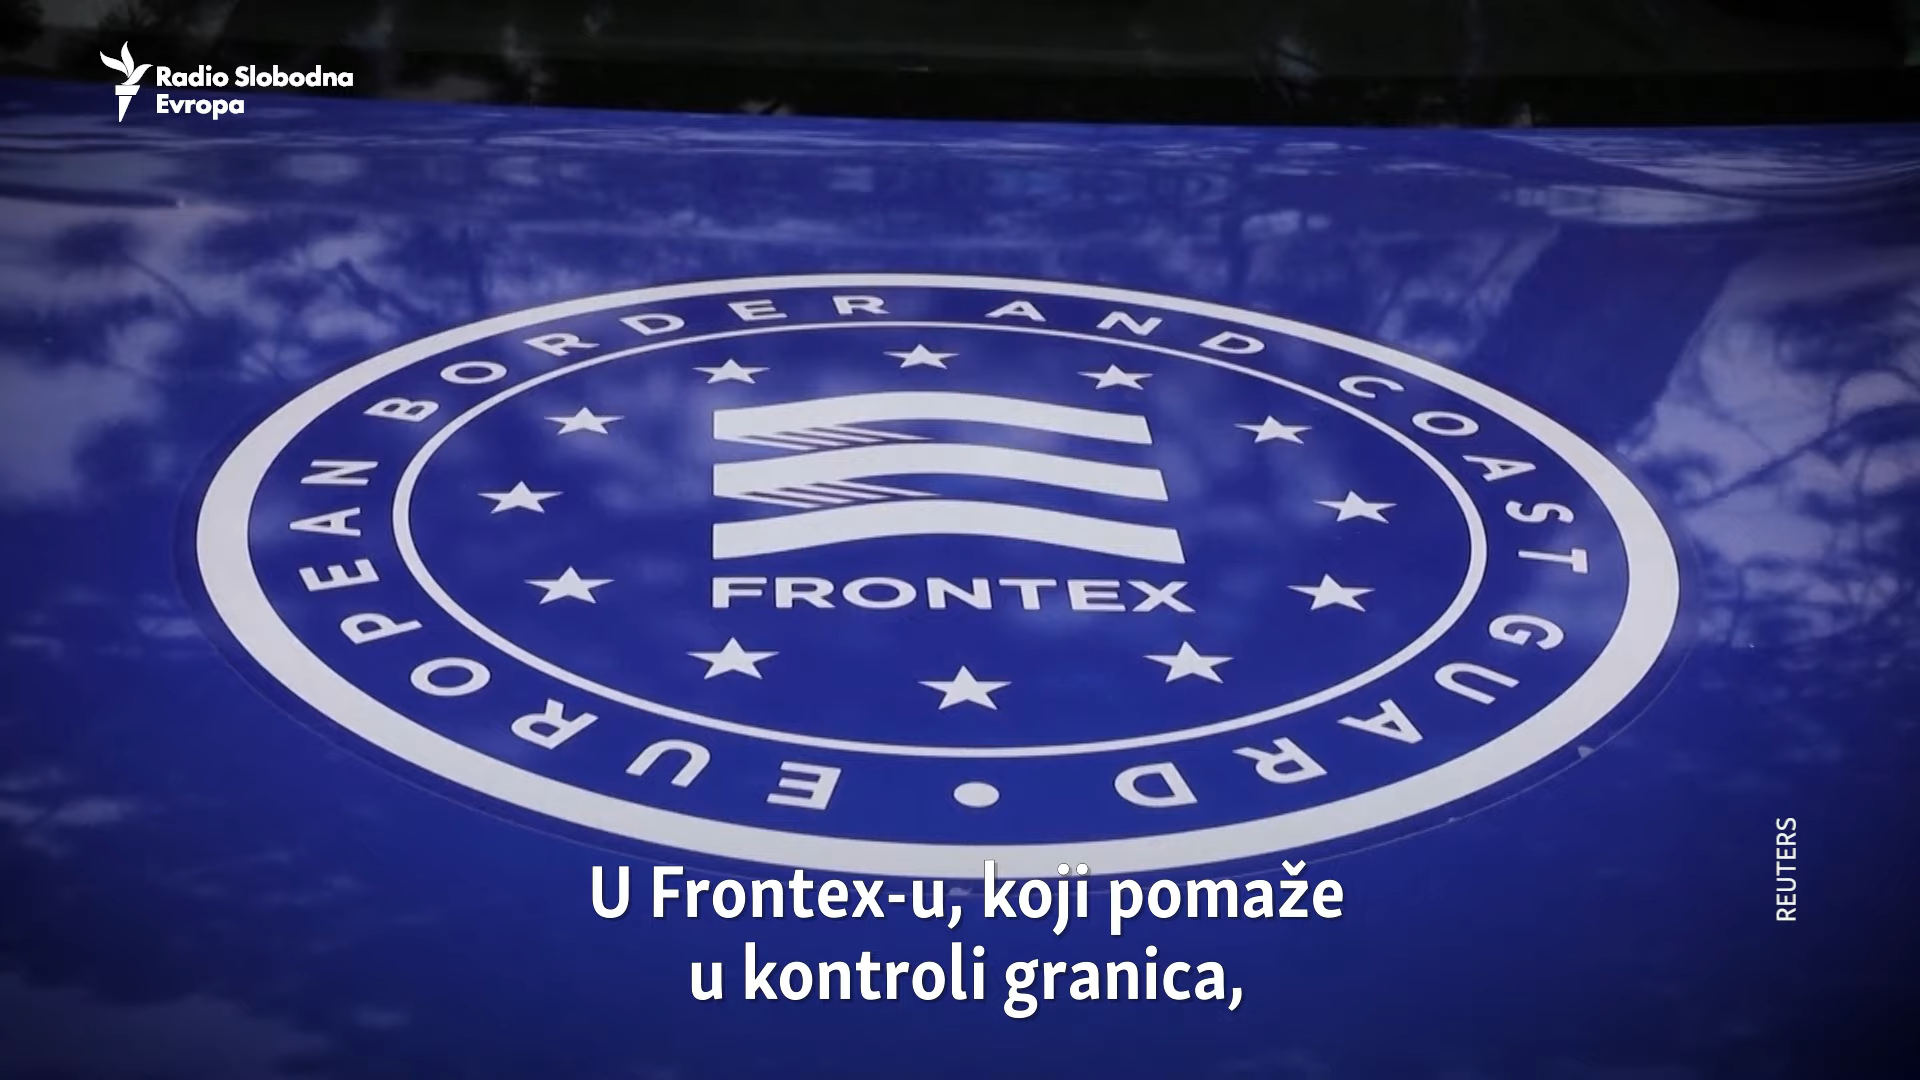 Radio Slobodna
Evropa
EUROPEAN BORDER AND COAST GUARD •
FRONTEX
REUTERS
U Frontex-u, koji pomaže
u kontroli granica,